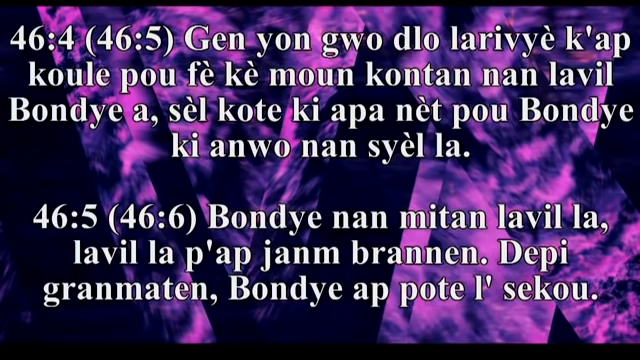 46:4 (46:5) Gen yon gwo dlo larivyè k'ap
koule pou fè kè moun kontan nan lavil
Bondye a, sèl kote ki apa nèt pou Bondye
ki anwo nan syèl la.
46:5 (46:6) Bondye nan mitan lavil la,
lavil la p'ap janm brannen. Depi
granmaten, Bondye ap pote l' sekou.